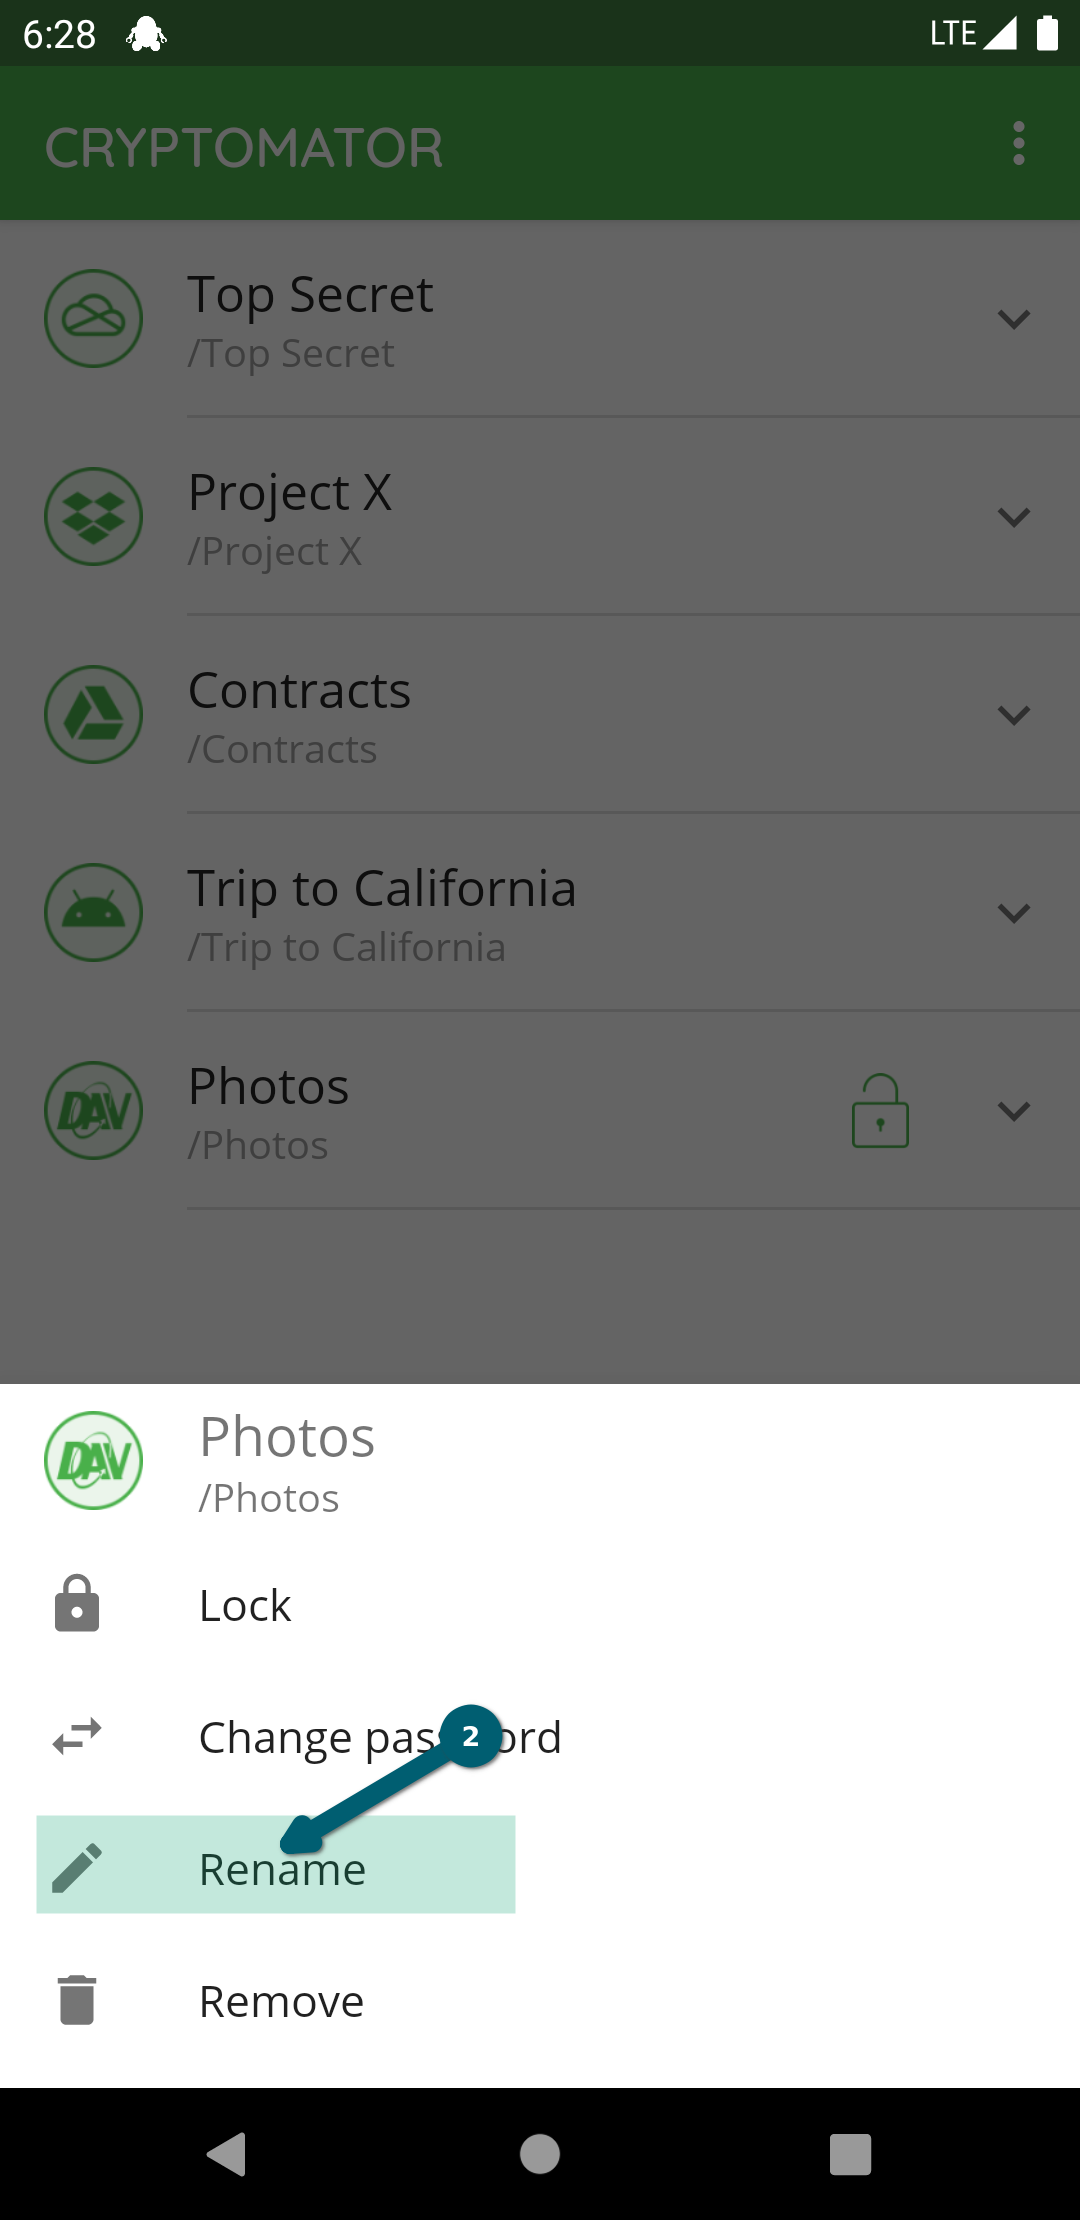 6:28 LTE
CRYPTOMATOR
Top Secret
/Top Secret
Project X
/Project X
Contracts
/Contracts
Trip to California
/Trip to California
DAV Photos
/Photos
DAV Photos
/Photos
Lock
Change pas ord
2
Rename
Remove